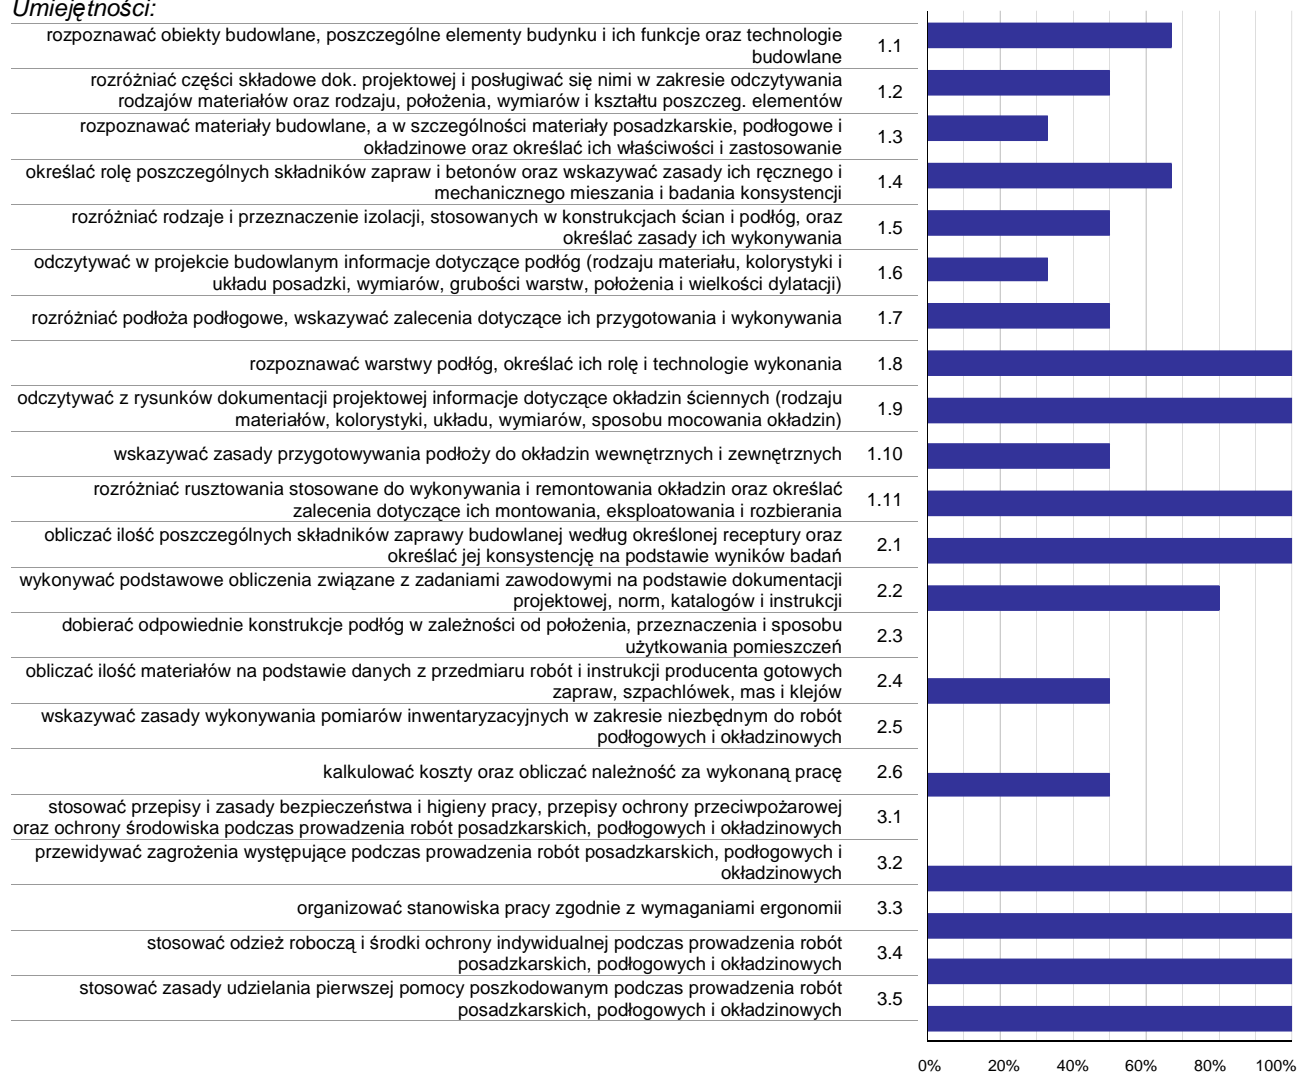 Umiejętności:
rozpoznawać obiekty budowlane, poszczególne elementy budynku i ich funkcje oraz technologie
budowlane
1.1
rozróżniać części składowe dok. projektowej i posługiwać się nimi w zakresie odczytywania
rodzajów materiałów oraz rodzaju, położenia, wymiarów i kształtu poszczeg. elementów
1.2
rozpoznawać materiały budowlane, a w szczególności materiały posadzkarskie, podłogowe i
okładzinowe oraz określać ich właściwości i zastosowanie
1.3
określać rolę poszczególnych składników zapraw i betonów oraz wskazywać zasady ich ręcznego i
mechanicznego mieszania i badania konsystencji
1.4
rozróżniać rodzaje i przeznaczenie izolacji, stosowanych w konstrukcjach ścian i podłóg, oraz
określać zasady ich wykonywania
1.5
odczytywać w projekcie budowlanym informacje dotyczące podłóg (rodzaju materiału, kolorystyki i
układu posadzki, wymiarów, grubości warstw, położenia i wielkości dylatacji)
1.6
rozróżniać podłoża podłogowe, wskazywać zalecenia dotyczące ich przygotowania i wykonywania
1.7
rozpoznawać warstwy podłóg, określać ich rolę i technologie wykonania
1.8
odczytywać z rysunków dokumentacji projektowej informacje dotyczące okładzin ściennych (rodzaju
materiałów, kolorystyki, układu, wymiarów, sposobu mocowania okładzin)
1.9
wskazywać zasady przygotowywania podłoży do okładzin wewnętrznych i zewnętrznych
1.10
rozróżniać rusztowania stosowane do wykonywania i remontowania okładzin oraz określać
zalecenia dotyczące ich montowania, eksploatowania i rozbierania
1.11
obliczać ilość poszczególnych składników zaprawy budowlanej według określonej receptury oraz
określać jej konsystencję na podstawie wyników badań
2.1
wykonywać podstawowe obliczenia związane z zadaniami zawodowymi na podstawie dokumentacji
projektowej, norm, katalogów i instrukcji
2.2
dobierać odpowiednie konstrukcje podłóg w zależności od położenia, przeznaczenia i sposobu
użytkowania pomieszczeń
2.3
obliczać ilość materiałów na podstawie danych z przedmiaru robót i instrukcji producenta gotowych
zapraw, szpachlówek, mas i klejów
2.4
wskazywać zasady wykonywania pomiarów inwentaryzacyjnych w zakresie niezbędnym do robót
podłogowych i okładzinowych
2.5
kalkulować koszty oraz obliczać należność za wykonaną pracę
2.6
stosować przepisy i zasady bezpieczeństwa i higieny pracy, przepisy ochrony przeciwpożarowej
oraz ochrony środowiska podczas prowadzenia robót posadzkarskich, podłogowych i okładzinowych
3.1
przewidywać zagrożenia występujące podczas prowadzenia robót posadzkarskich, podłogowych i
okładzinowych
3.2
organizować stanowiska pracy zgodnie z wymaganiami ergonomii
3.3
stosować odzież roboczą i środki ochrony indywidualnej podczas prowadzenia robót
posadzkarskich, podłogowych i okładzinowych
3.4
stosować zasady udzielania pierwszej pomocy poszkodowanym podczas prowadzenia robót
posadzkarskich, podłogowych i okładzinowych
3.5
0% 20% 40% 60% 80% 100%